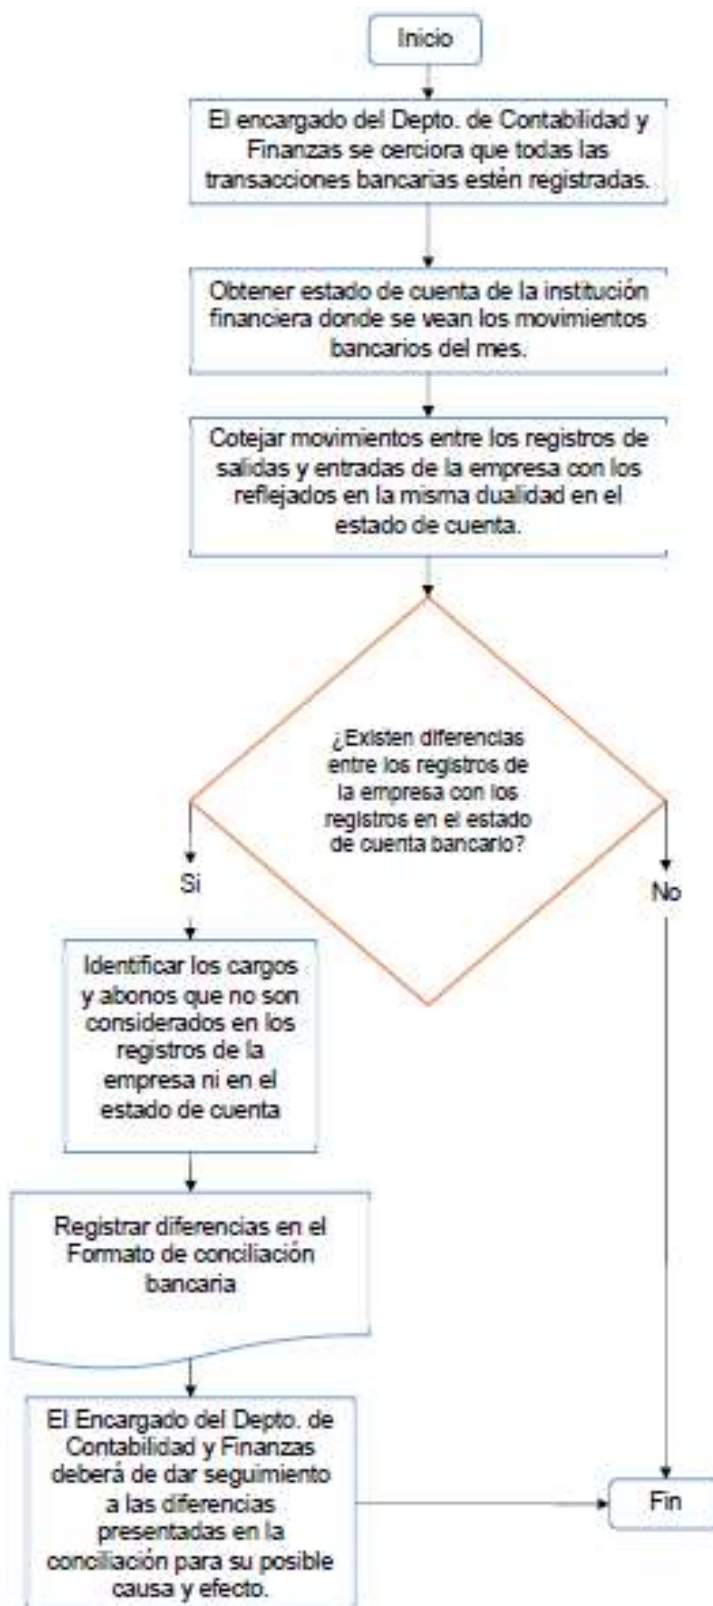 Inicio
El encargado del Depto. de Contabilidad y
Finanzas se cerciora que todas las
transacciones bancarias estén registradas.
Obtener estado de cuenta de la institución
financiera donde se vean los movimientos
bancarios del mes.
Cotejar movimientos entre los registros de
salidas y entradas de la empresa con los
reflejados en la misma dualidad en el
estado de cuenta.
¿Existen diferencias
entre los registros de
la empresa con los
registros en el estado
de cuenta bancario?
Si
No
Identificar los cargos
y abonos que no son
considerados en los
registros de la
empresa ni en el
estado de cuenta
Registrar diferencias en el
Formato de conciliación
bancaria
El Encargado del Depto. de
Contabilidad y Finanzas
deberá de dar seguimiento
a las diferencias
presentadas en la
conciliación para su posible
causa y efecto.
Fin